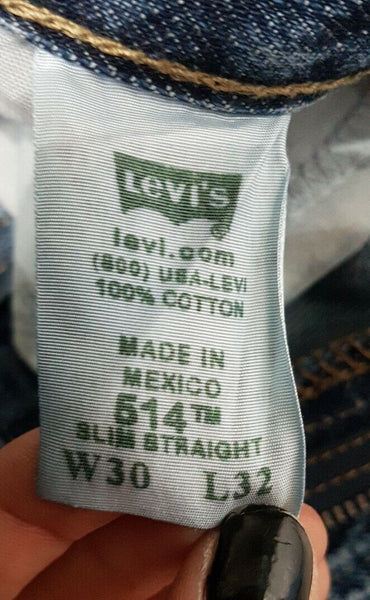 Levi's
®
levi.com
(800) USA-LEVI
100% COTTON
MADE IN
MEXICO
514™
SLIM STRAIGHT
W30 L32